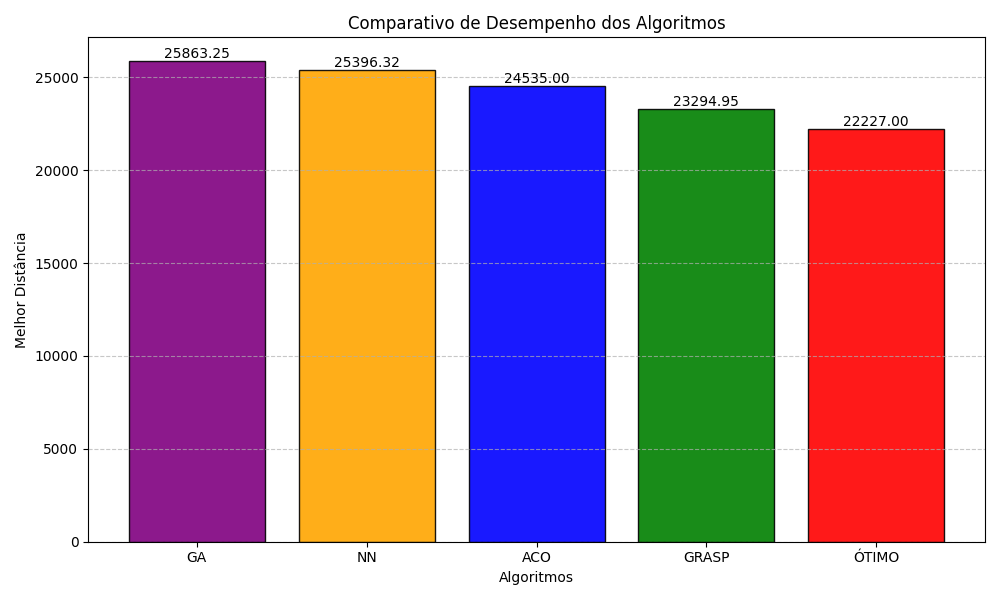 Comparativo de Desempenho dos Algoritmos
25863.25
25396.32
24535.00
23294.95
22227.00
25000
20000
15000
10000
5000
0
Melhor Distância
GA NN ACO GRASP ÓTIMO
Algoritmos